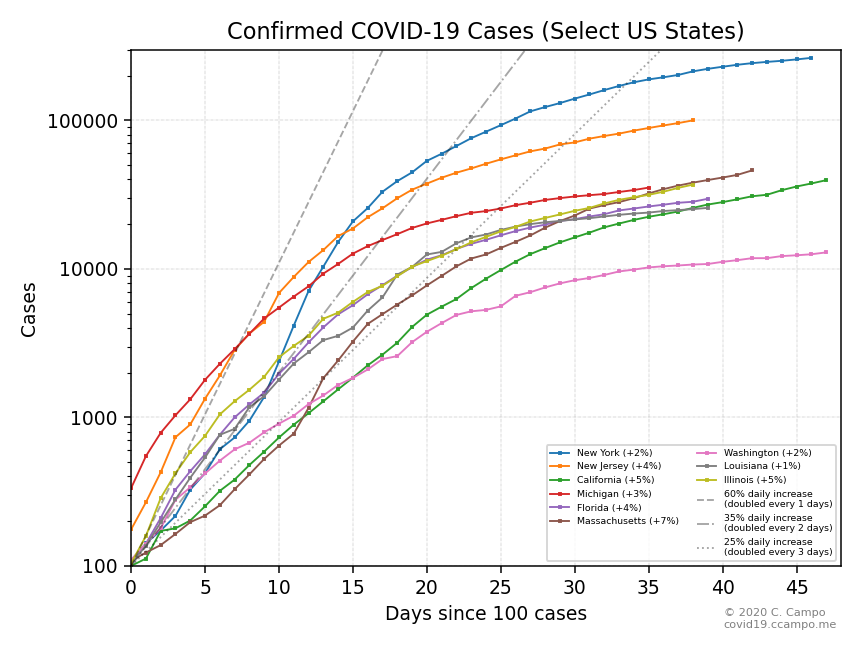 Confirmed COVID-19 Cases (Select US States)
Cases
100000
10000
1000
100
0 5 10 15 20 25 30 35 40 45
Days since 100 cases
New York (+2%)
New Jersey (+4%)
California (+5%)
Michigan (+3%)
Florida (+4%)
Massachusetts (+7%)
Washington (+2%)
Louisiana (+1%)
Illinois (+5%)
60% daily increase
(doubled every 1 days)
35% daily increase
(doubled every 2 days)
25% daily increase
(doubled every 3 days)
© 2020 C. Campo
covid19.ccampo.me